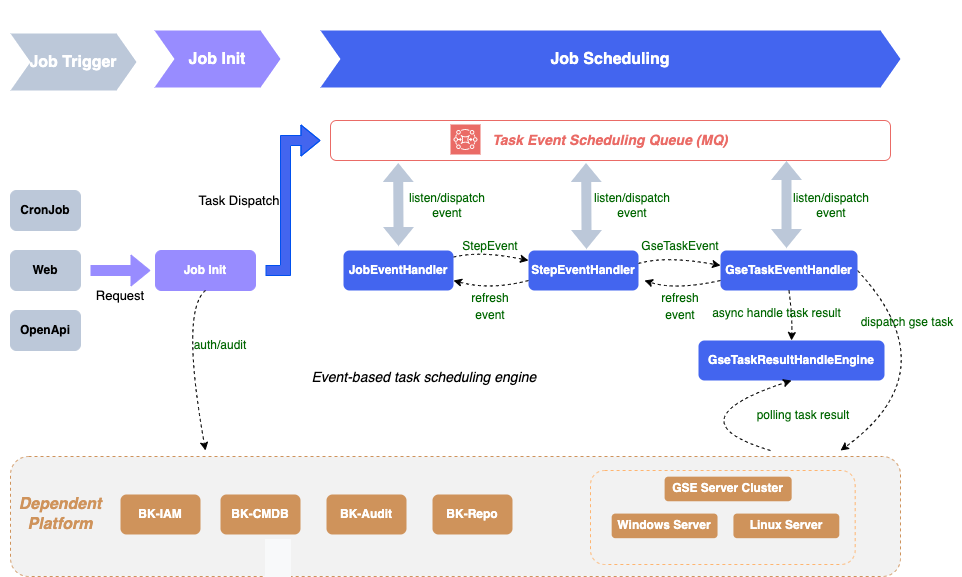 Job Trigger
Job Init
Job Scheduling
Task Event Scheduling Queue (MQ)
Task Dispatch
listen/dispatch
event
listen/dispatch
event
listen/dispatch
event
CronJob
Web
OpenApi
Request
Job Init
JobEventHandler
StepEvent
refresh
event
StepEventHandler
GseTaskEvent
refresh
event
GseTaskEventHandler
async handle task result
dispatch gse task
GseTaskResultHandleEngine
auth/audit
Event-based task scheduling engine
polling task result
Dependent
Platform
BK-IAM
BK-CMDB
BK-Audit
BK-Repo
GSE Server Cluster
Windows Server
Linux Server